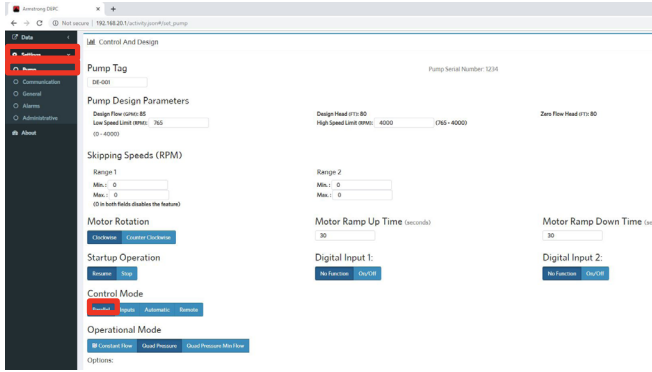 Armstrong DEPC
Not secure | 192.168.20.1/activity.json#/set_pump
Data
Settings
Control And Design
Pump
Communication
General
Alarms
Administrative
About
Pump Tag
Pump Serial Number: 1234
DE-001
Pump Design Parameters
Design Flow (GPM): 85
Design Head (FT): 80
Zero Flow Head (FT): 80
Low Speed Limit (RPM): 765
High Speed Limit (RPM): 4000 (765 - 4000)
(0 - 4000)
Skipping Speeds (RPM)
Range 1
Range 2
Min. : 0
Min. : 0
Max. : 0
Max. : 0
(0 in both fields disables the feature)
Motor Rotation
Motor Ramp Up Time (seconds)
Motor Ramp Down Time (se
Clockwise Counter Clockwise
30
30
Startup Operation
Digital Input 1:
Digital Input 2:
Resume Stop
No Function On/Off
No Function On/Off
Control Mode
Parallel Inputs Automatic Remote
Operational Mode
Constant Flow Quad Pressure Quad Pressure Min Flow
Options: